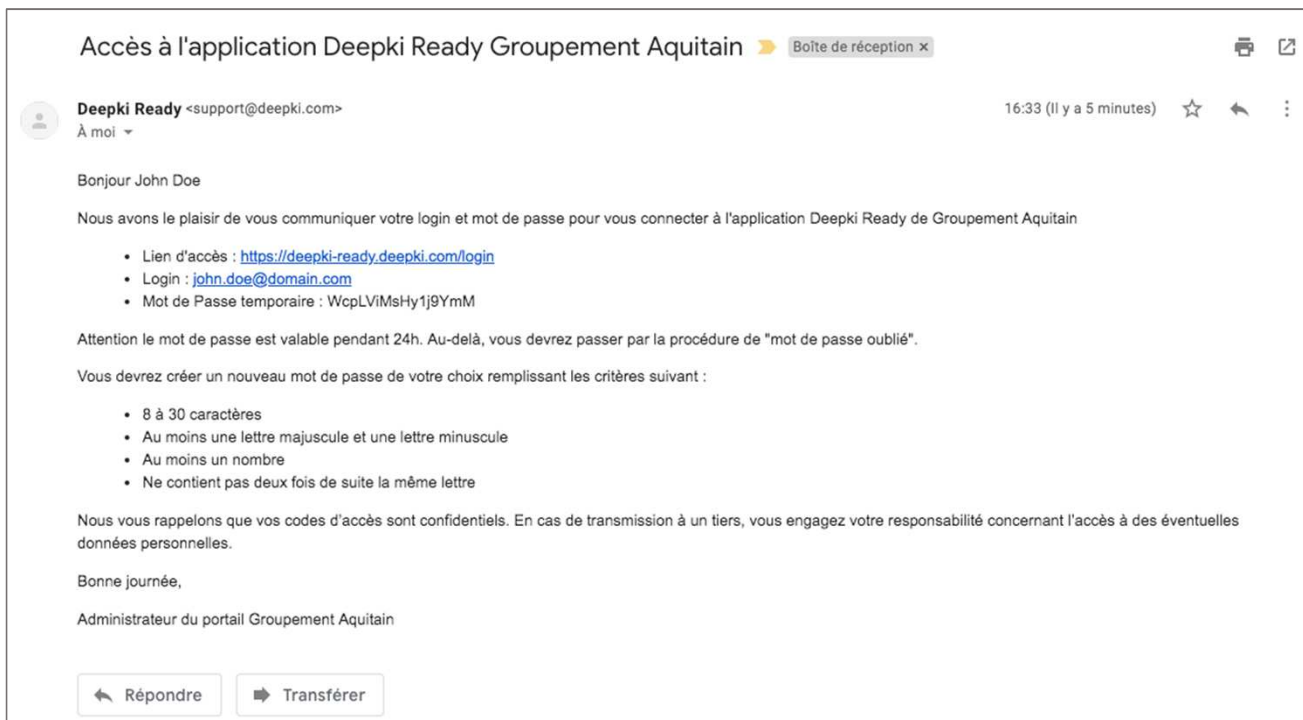 Accès à l'application Deepki Ready Groupement Aquitain
Boîte de réception ×
Deepki Ready <support@deepki.com>
16:33 (Il y a 5 minutes)
À moi
Bonjour John Doe
Nous avons le plaisir de vous communiquer votre login et mot de passe pour vous connecter à l'application Deepki Ready de Groupement Aquitain
• Lien d'accès : https://deepki-ready.deepki.com/login
• Login : john.doe@domain.com
• Mot de Passe temporaire : WcpLViMsHy1j9YmM
Attention le mot de passe est valable pendant 24h. Au-delà, vous devrez passer par la procédure de "mot de passe oublié".
Vous devrez créer un nouveau mot de passe de votre choix remplissant les critères suivant :
• 8 à 30 caractères
• Au moins une lettre majuscule et une lettre minuscule
• Au moins un nombre
• Ne contient pas deux fois de suite la même lettre
Nous vous rappelons que vos codes d'accès sont confidentiels. En cas de transmission à un tiers, vous engagez votre responsabilité concernant l'accès à des éventuelles
données personnelles.
Bonne journée,
Administrateur du portail Groupement Aquitain
Répondre
Transférer